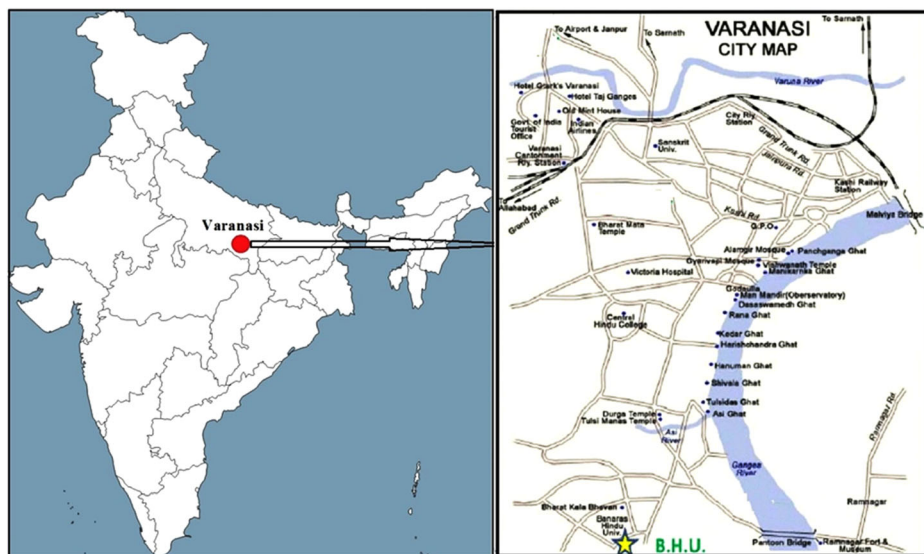 Varanasi
VARANASI
CITY MAP
To Airport & Janpur
To Sarnath
To Sarnath
Varuna River
Hotel Clark's Varanasi
Hotel Taj Ganges
Old Mint House
Govt. of India
Tourist
Office
Indian
Airlines
City Rly.
Station
Grand Trunk Rd.
Varanasi
Cantonment
Rly. Station
Sanskrit
Univ.
Jaitpura Rd.
Kashi Railway
Station
To
Allahabad
Grand Trunk Rd.
Malviya Bridge
Kashi Rd.
G.P.O.
Bharat Mata
Temple
Alamgir Mosque
Panchganga Ghat
Gyanvapi Mosque
Vishwanath Temple
Manikarnka Ghat
Victoria Hospital
Godaulia
Man Mandir(Oberservatory)
Dasaswamedh Ghat
Rana Ghat
Central
Hindu College
Kedar Ghat
Harishchandra Ghat
Hanuman Ghat
Shivala Ghat
Tulsidas Ghat
Asi Ghat
Durga Temple
Tulsi Manas Temple
Asi
River
Ramnagar Rd.
Ganges
River
Ramnagar
Bharat Kala Bhavan
Banaras
Hindu
Univ.
B.H.U.
Pantoon Bridge
Ramnagar Fort &
Museum